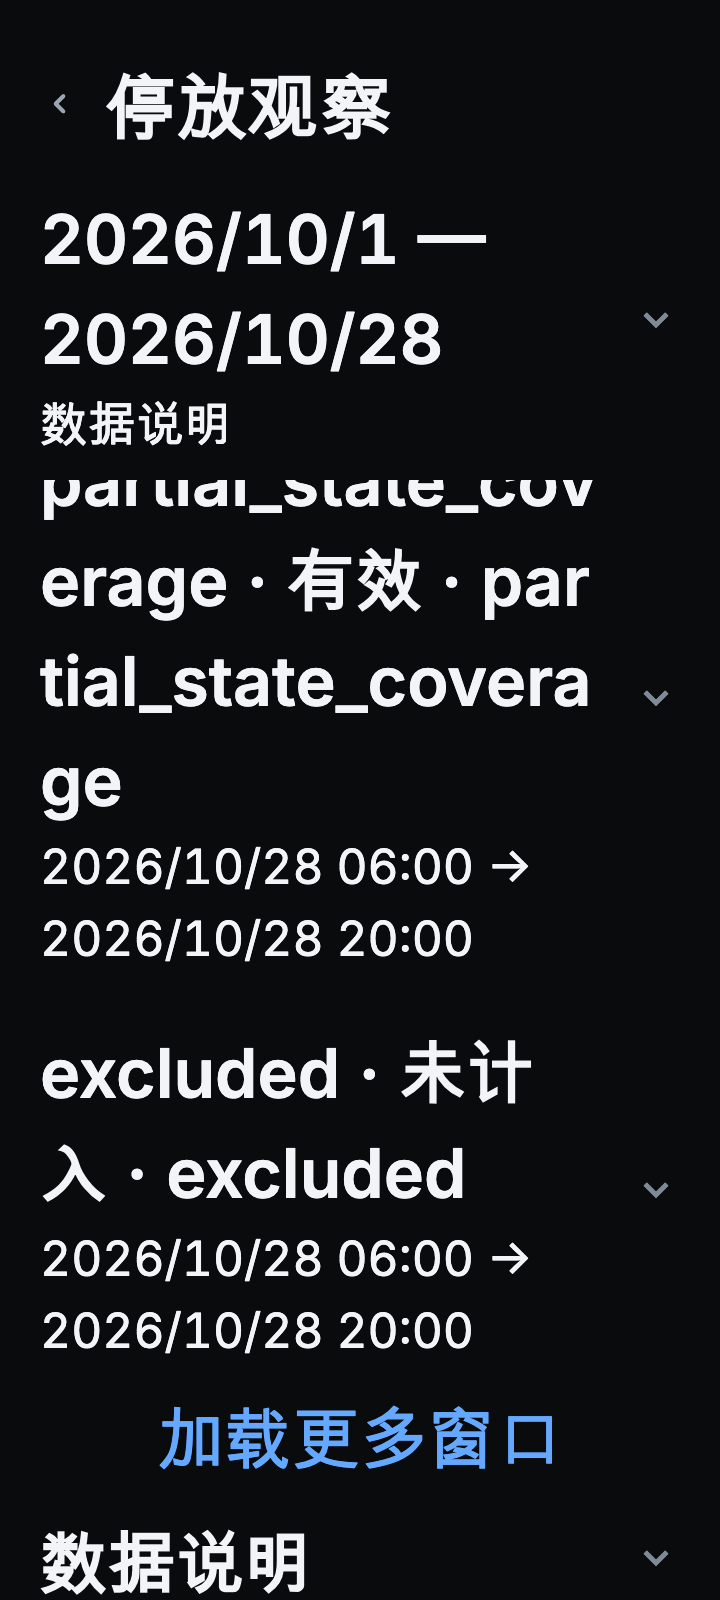 停放观察
2026/10/1 —
2026/10/28
数据说明
partial_state_cov
erage · 有效 · par
tial_state_covera
ge
2026/10/28 06:00 →
2026/10/28 20:00
excluded · 未计
入 · excluded
2026/10/28 06:00 →
2026/10/28 20:00
加载更多窗口
数据说明